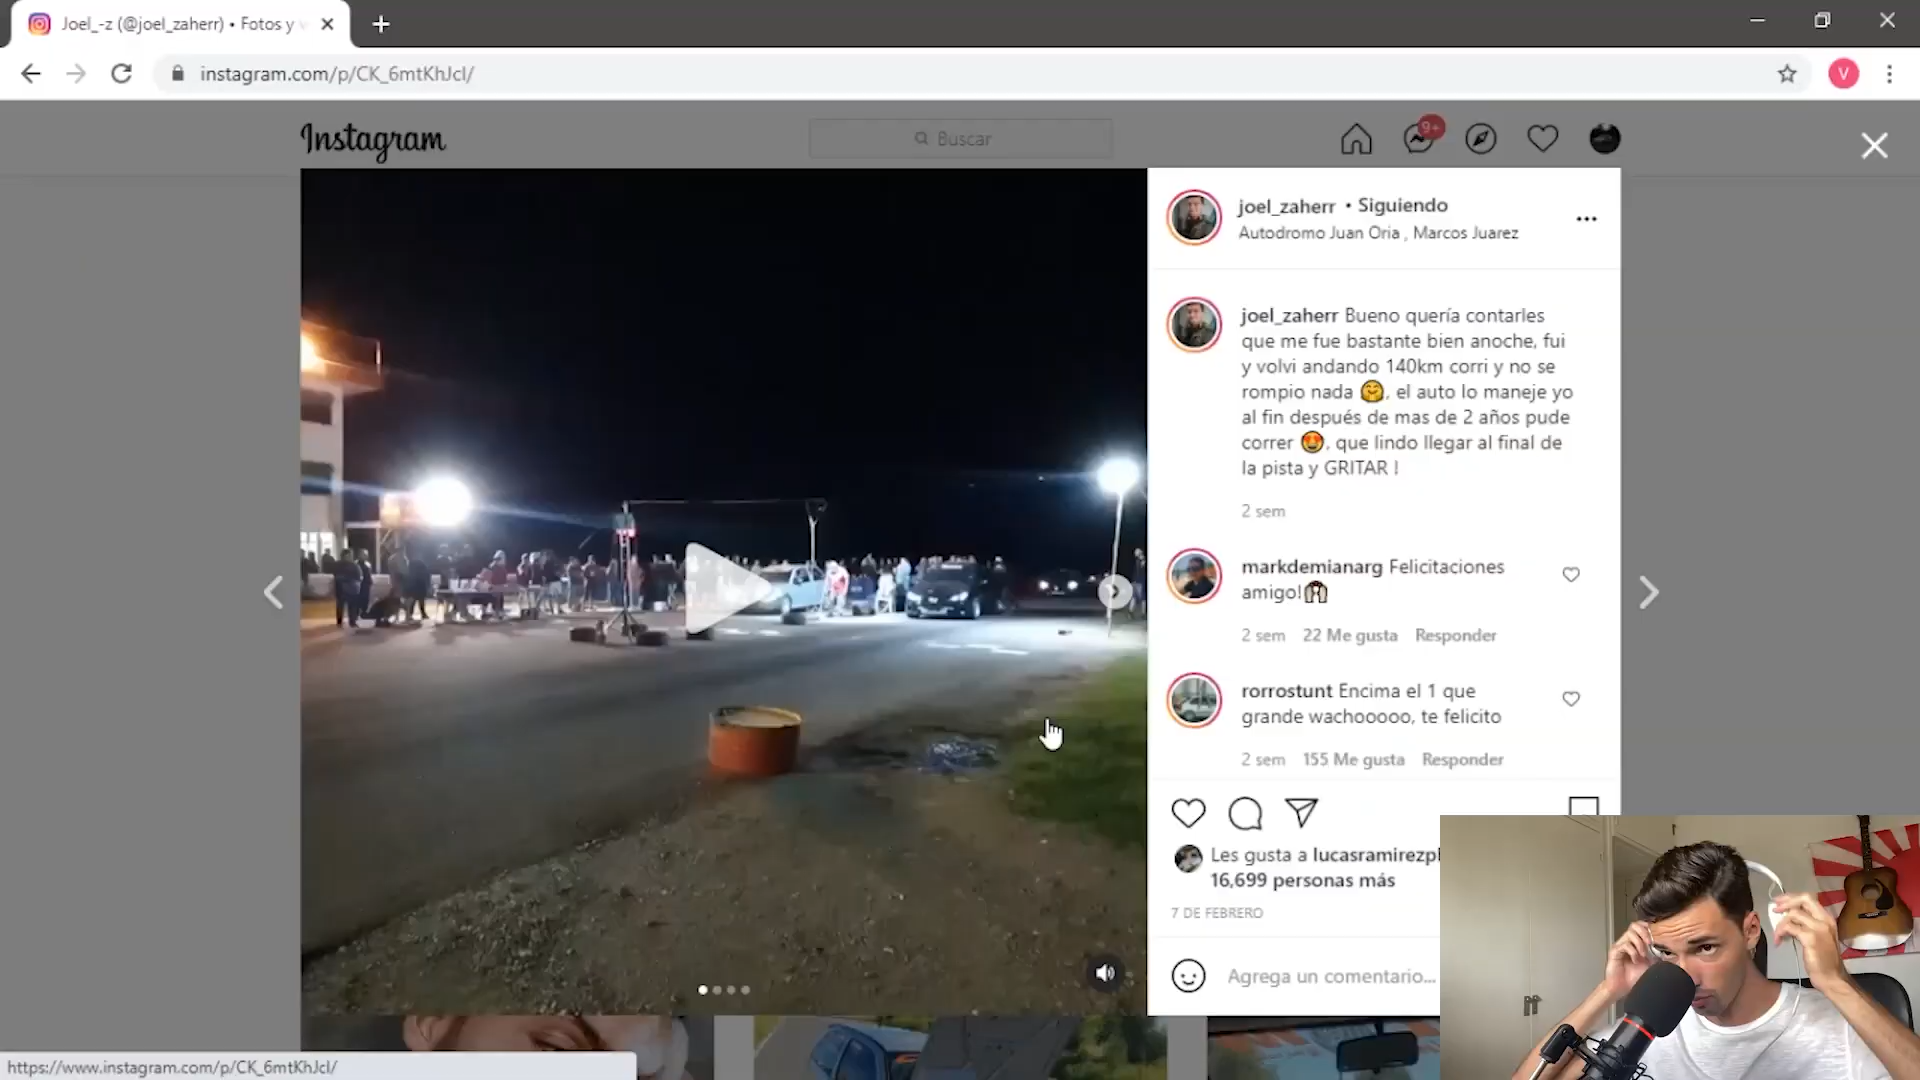 Joel_-z (@joel_zaherr) • Fotos y v
instagram.com/p/CK_6mtKhJcI/
V
Instagram
Buscar
9+
joel_zaherr • Siguiendo
Autodromo Juan Oria , Marcos Juarez
joel_zaherr Bueno quería contarles
que me fue bastante bien anoche, fui
y volvi andando 140km corri y no se
rompio nada 🤗, el auto lo maneje yo
al fin después de mas de 2 años pude
correr 😍, que lindo llegar al final de
la pista y GRITAR !
2 sem
markdemianarg Felicitaciones
amigo!🙌
2 sem 22 Me gusta Responder
rorrostunt Encima el 1 que
grande wachooooo, te felicito
2 sem 155 Me gusta Responder
Les gusta a lucasramirezpl
16,699 personas más
7 DE FEBRERO
Agrega un comentario...
https://www.instagram.com/p/CK_6mtKhJcI/